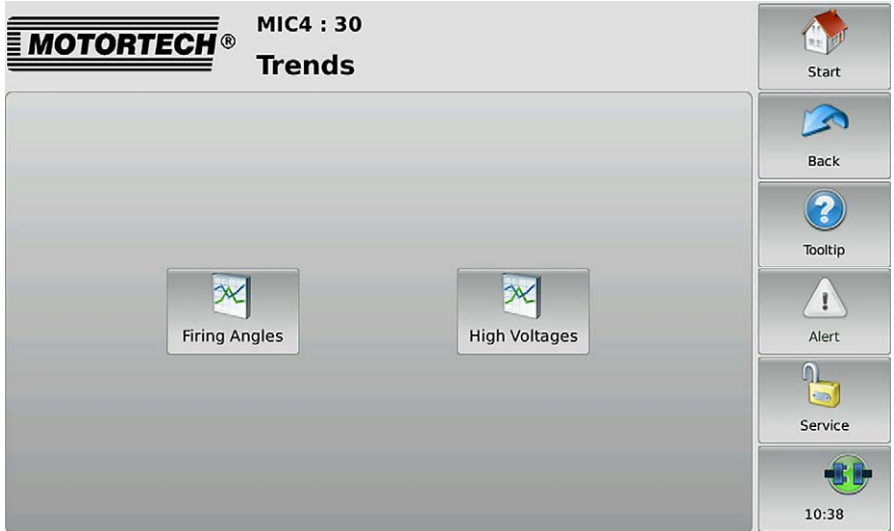 MOTORTECH®
MIC4 : 30
Trends
Firing Angles
High Voltages
Start
Back
Tooltip
Alert
Service
10:38